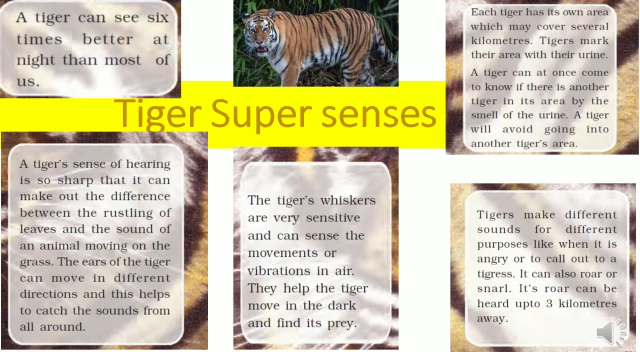 A tiger can see six
times better at
night than most of
us.
Each tiger has its own area
which may cover several
kilometres. Tigers mark
their area with their urine.
A tiger can at once come
to know if there is another
tiger in its area by the
smell of the urine. A tiger
will avoid going into
another tiger's area.
Tiger Super senses
A tiger's sense of hearing
is so sharp that it can
make out the difference
between the rustling of
leaves and the sound of
an animal moving on the
grass. The ears of the tiger
can move in different
directions and this helps
to catch the sounds from
all around.
The tiger's whiskers
are very sensitive
and can sense the
movements or
vibrations in air.
They help the tiger
move in the dark
and find its prey.
Tigers make different
sounds for different
purposes like when it is
angry or to call out to a
tigress. It can also roar or
snarl. It's roar can be
heard upto 3 kilometres
away.